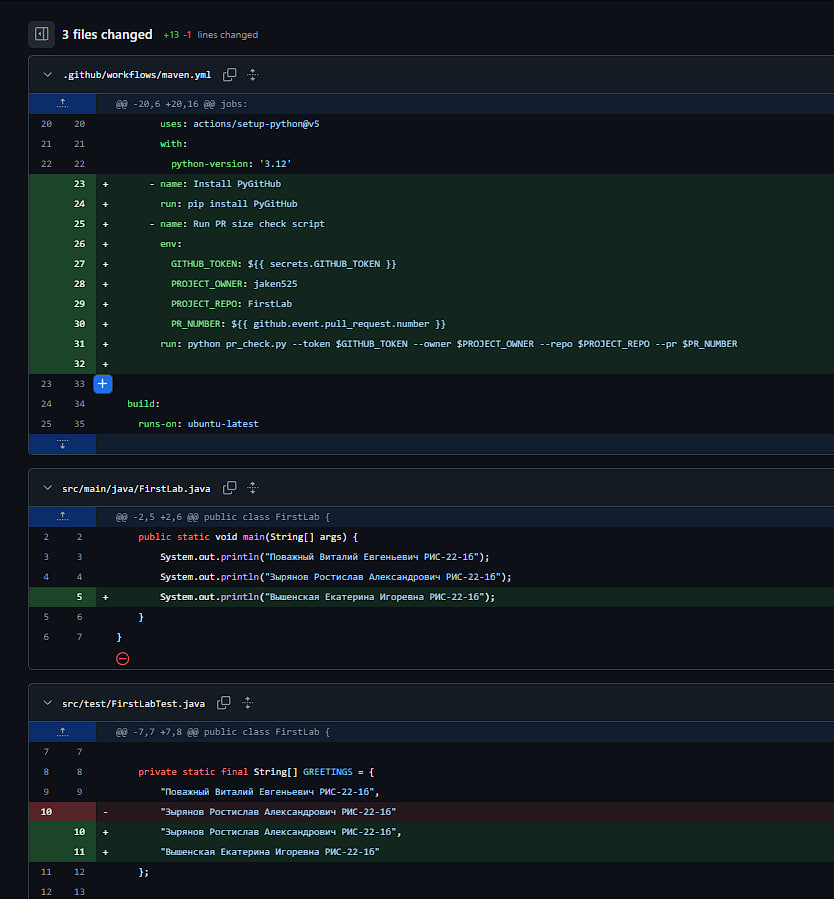 3 files changed +13 -1 lines changed
.github/workflows/maven.yml
@@ -20,6 +20,16 @@ jobs:
20 20 uses: actions/setup-python@v5
21 21 with:
22 22 python-version: '3.12'
23 + - name: Install PyGitHub
24 + run: pip install PyGitHub
25 + - name: Run PR size check script
26 + env:
27 + GITHUB_TOKEN: ${{ secrets.GITHUB_TOKEN }}
28 + PROJECT_OWNER: jaken525
29 + PROJECT_REPO: FirstLab
30 + PR_NUMBER: ${{ github.event.pull_request.number }}
31 + run: python pr_check.py --token $GITHUB_TOKEN --owner $PROJECT_OWNER --repo $PROJECT_REPO --pr $PR_NUMBER
32 +
23 33
24 34 build:
25 35 runs-on: ubuntu-latest
src/main/java/FirstLab.java
@@ -2,5 +2,6 @@ public class FirstLab {
2 2 public static void main(String[] args) {
3 3 System.out.println("Поважный Виталий Евгеньевич РИС-22-1б");
4 4 System.out.println("Зырянов Ростислав Александрович РИС-22-1б");
5 + System.out.println("Вышенская Екатерина Игоревна РИС-22-1б");
5 6 }
6 7 }
src/test/FirstLabTest.java
@@ -7,7 +7,8 @@ public class FirstLab {
7 7
8 8 private static final String[] GREETINGS = {
9 9 "Поважный Виталий Евгеньевич РИС-22-1б",
10 - "Зырянов Ростислав Александрович РИС-22-1б"
10 + "Зырянов Ростислав Александрович РИС-22-1б",
11 + "Вышенская Екатерина Игоревна РИС-22-1б"
11 12 };
12 13